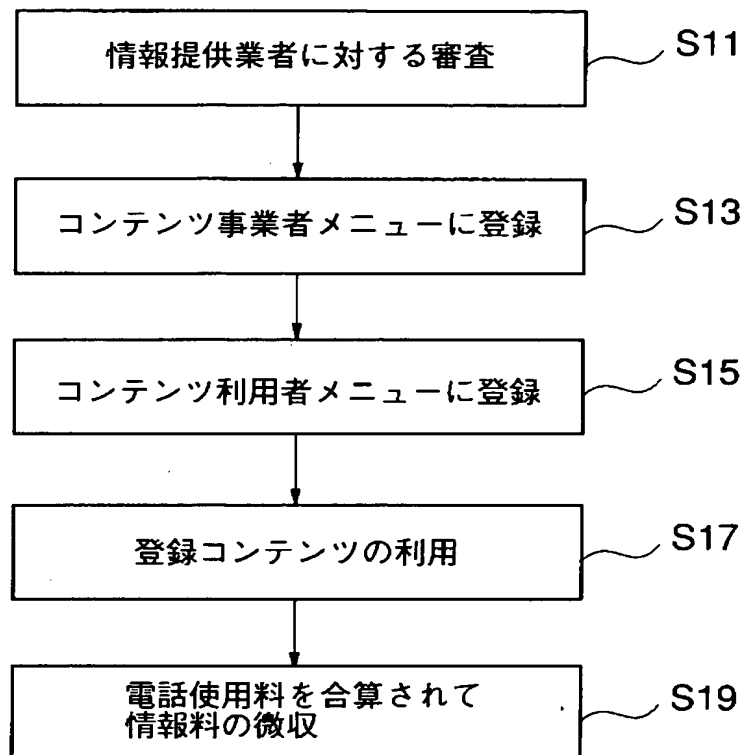 情報提供業者に対する審査
S11
コンテンツ事業者メニューに登録
S13
コンテンツ利用者メニューに登録
S15
登録コンテンツの利用
S17
電話使用料を合算されて
情報料の徴収
S19